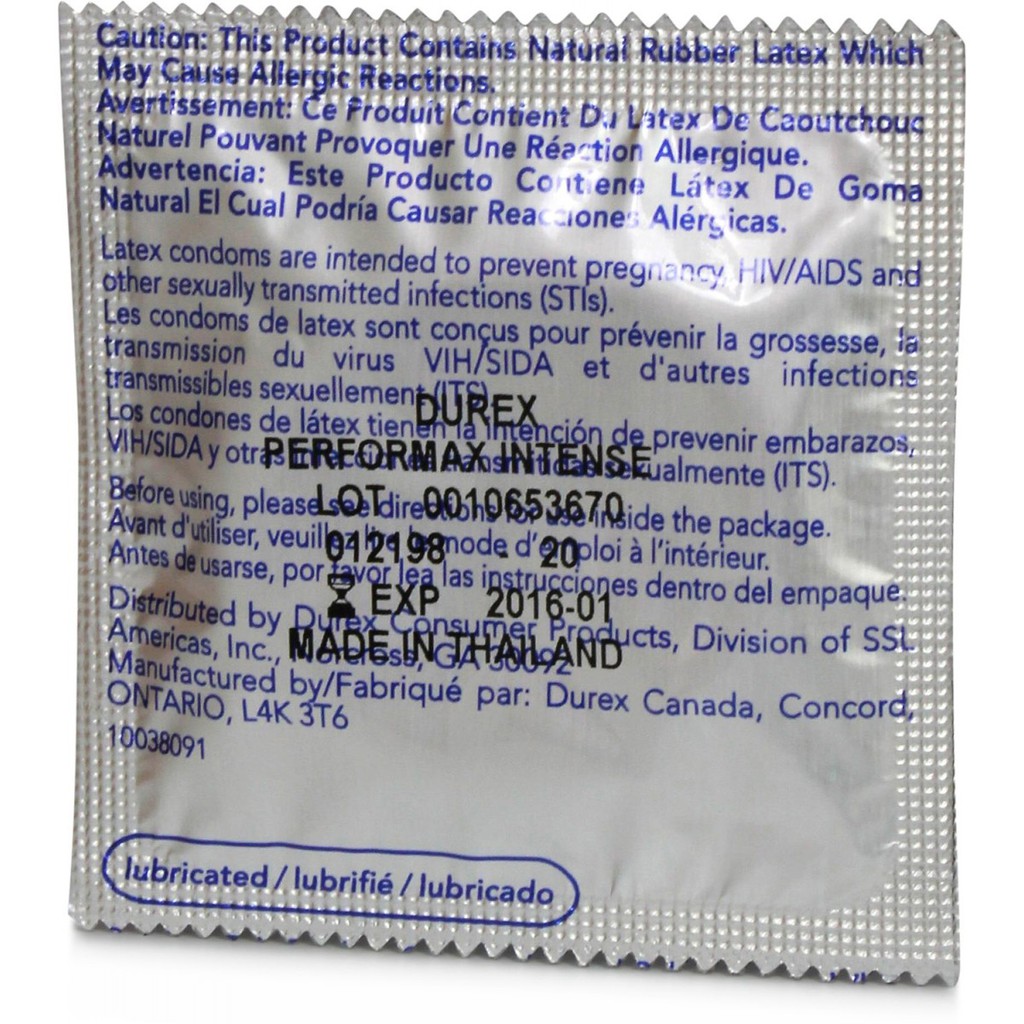 Caution: This Product Contains Natural Rubber Latex Which
May Cause Allergic Reactions.
Avertissement: Ce Produit Contient Du Latex De Caoutchouc
Naturel Pouvant Provoquer Une Réaction Allergique.
Advertencia: Este Producto Contiene Látex De Goma
Natural El Cual Podría Causar Reacciones Alérgicas.
Latex condoms are intended to prevent pregnancy, HIV/AIDS and
other sexually transmitted infections (STIs).
Les condoms de latex sont conçus pour prévenir la grossesse, la
transmission du virus VIH/SIDA et d'autres infections
transmissibles sexuellement (ITS).
Los condones de látex tienen la intención de prevenir embarazos,
VIH/SIDA y otras infecciones transmitidas sexualmente (ITS).
Before using, please see directions for use inside the package.
Avant d'utiliser, veuillez lire le mode d'emploi à l'intérieur.
Antes de usarse, por favor lea las instrucciones dentro del empaque.
Distributed by Durex Consumer Products, Division of SSL
Americas, Inc., Norcross, GA 30092
Manufactured by/Fabriqué par: Durex Canada, Concord,
ONTARIO, L4K 3T6
10038091
DUREX
PERFORMAX INTENSE
LOT 0010653670
012198 - 20
EXP 2016-01
MADE IN THAILAND
lubricated / lubrifié / lubricado